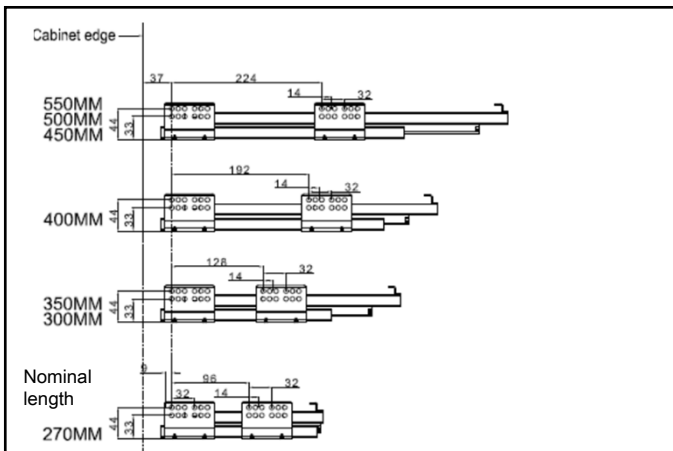 Cabinet edge
37 224
14 32
550MM
500MM
450MM
44
33
192
14 32
400MM
44
33
128
14 32
350MM
300MM
44
33
9 96
Nominal
length
32 14 32
270MM
44
33